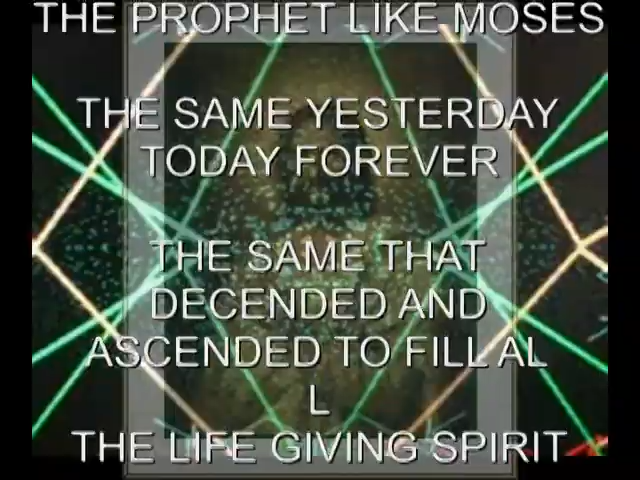 THE PROPHET LIKE MOSES
THE SAME YESTERDAY
TODAY FOREVER
THE SAME THAT
DECENDED AND
ASCENDED TO FILL AL
L
THE LIFE GIVING SPIRIT